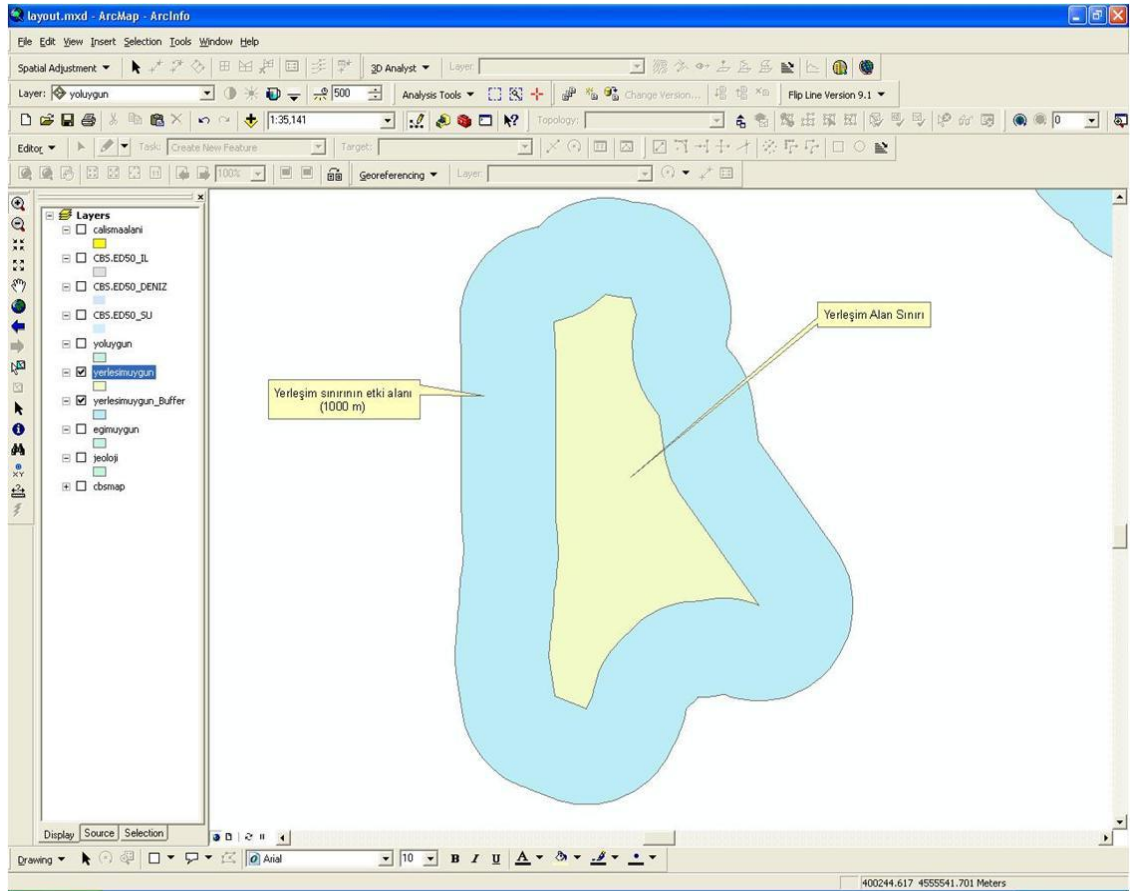 layout.mxd - ArcMap - ArcInfo
File Edit View Insert Selection Tools Window Help
Spatial Adjustment 3D Analyst Layer:
Layer: yoluygun 500 Analysis Tools Change Version... Flip Line Version 9.1
1:35,141 Topology: 0
Editor Task: Create New Feature Target:
100% Georeferencing Layer:
Layers
calismaalani
CBS.ED50_IL
CBS.ED50_DENIZ
CBS.ED50_SU
yoluygun
yerlesimuygun
yerlesimuygun_Buffer
egimuygun
jeoloji
cbsmap
Yerleşim Alan Sınırı
Yerleşim sınırının etki alanı
(1000 m)
Display Source Selection
Drawing Arial 10 B I U A
400244.617 4555541.701 Meters